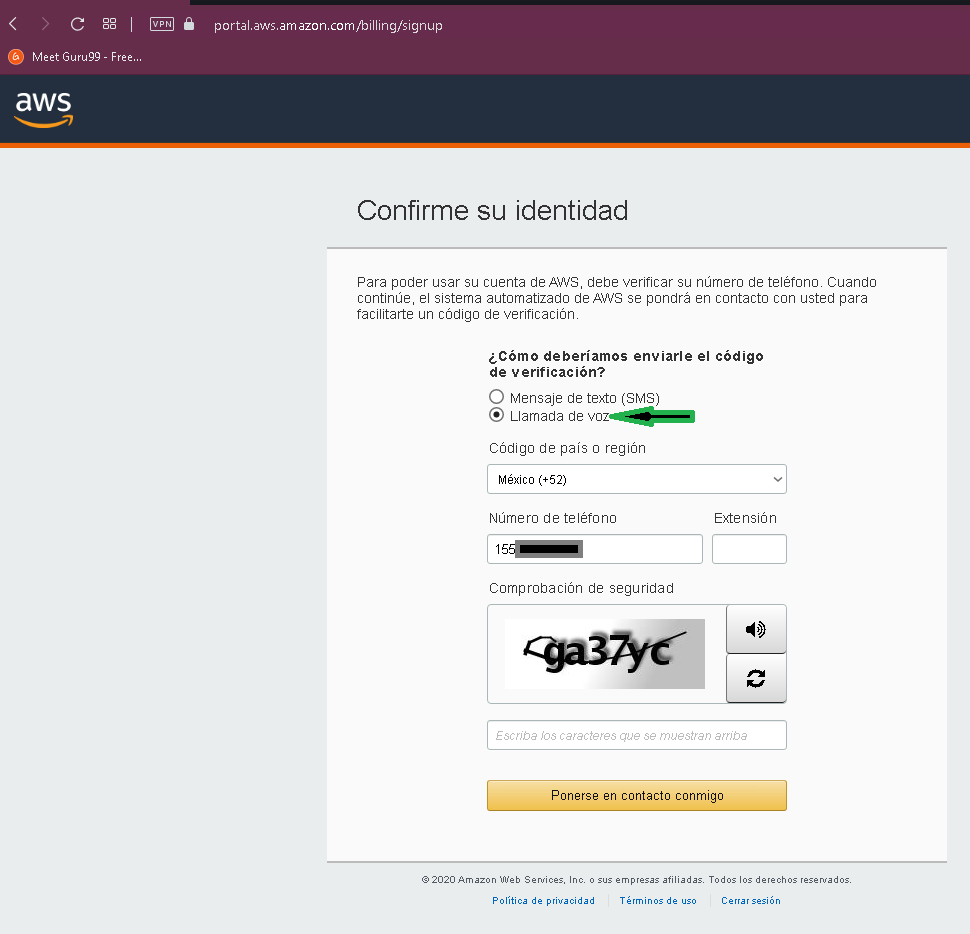 VPN
portal.aws.amazon.com/billing/signup
Meet Guru99 - Free...
aws
Confirme su identidad
Para poder usar su cuenta de AWS, debe verificar su número de teléfono. Cuando
continúe, el sistema automatizado de AWS se pondrá en contacto con usted para
facilitarte un código de verificación.
¿Cómo deberíamos enviarle el código
de verificación?
Mensaje de texto (SMS)
Llamada de voz
Código de país o región
México (+52)
Número de teléfono Extensión
155
Comprobación de seguridad
ga37yc
Escriba los caracteres que se muestran arriba
Ponerse en contacto conmigo
© 2020 Amazon Web Services, Inc. o sus empresas afiliadas. Todos los derechos reservados.
Política de privacidad Términos de uso Cerrar sesión